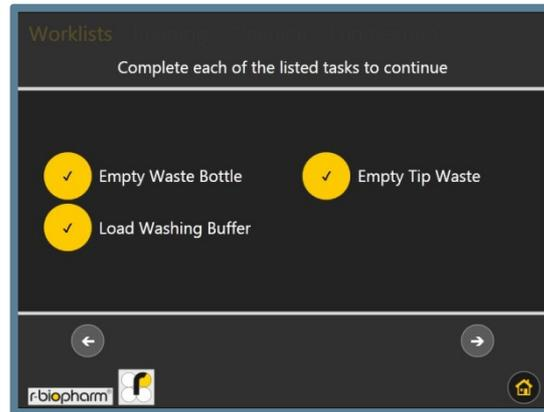 Worklists
Complete each of the listed tasks to continue
Empty Waste Bottle
Empty Tip Waste
Load Washing Buffer
r-biopharm®